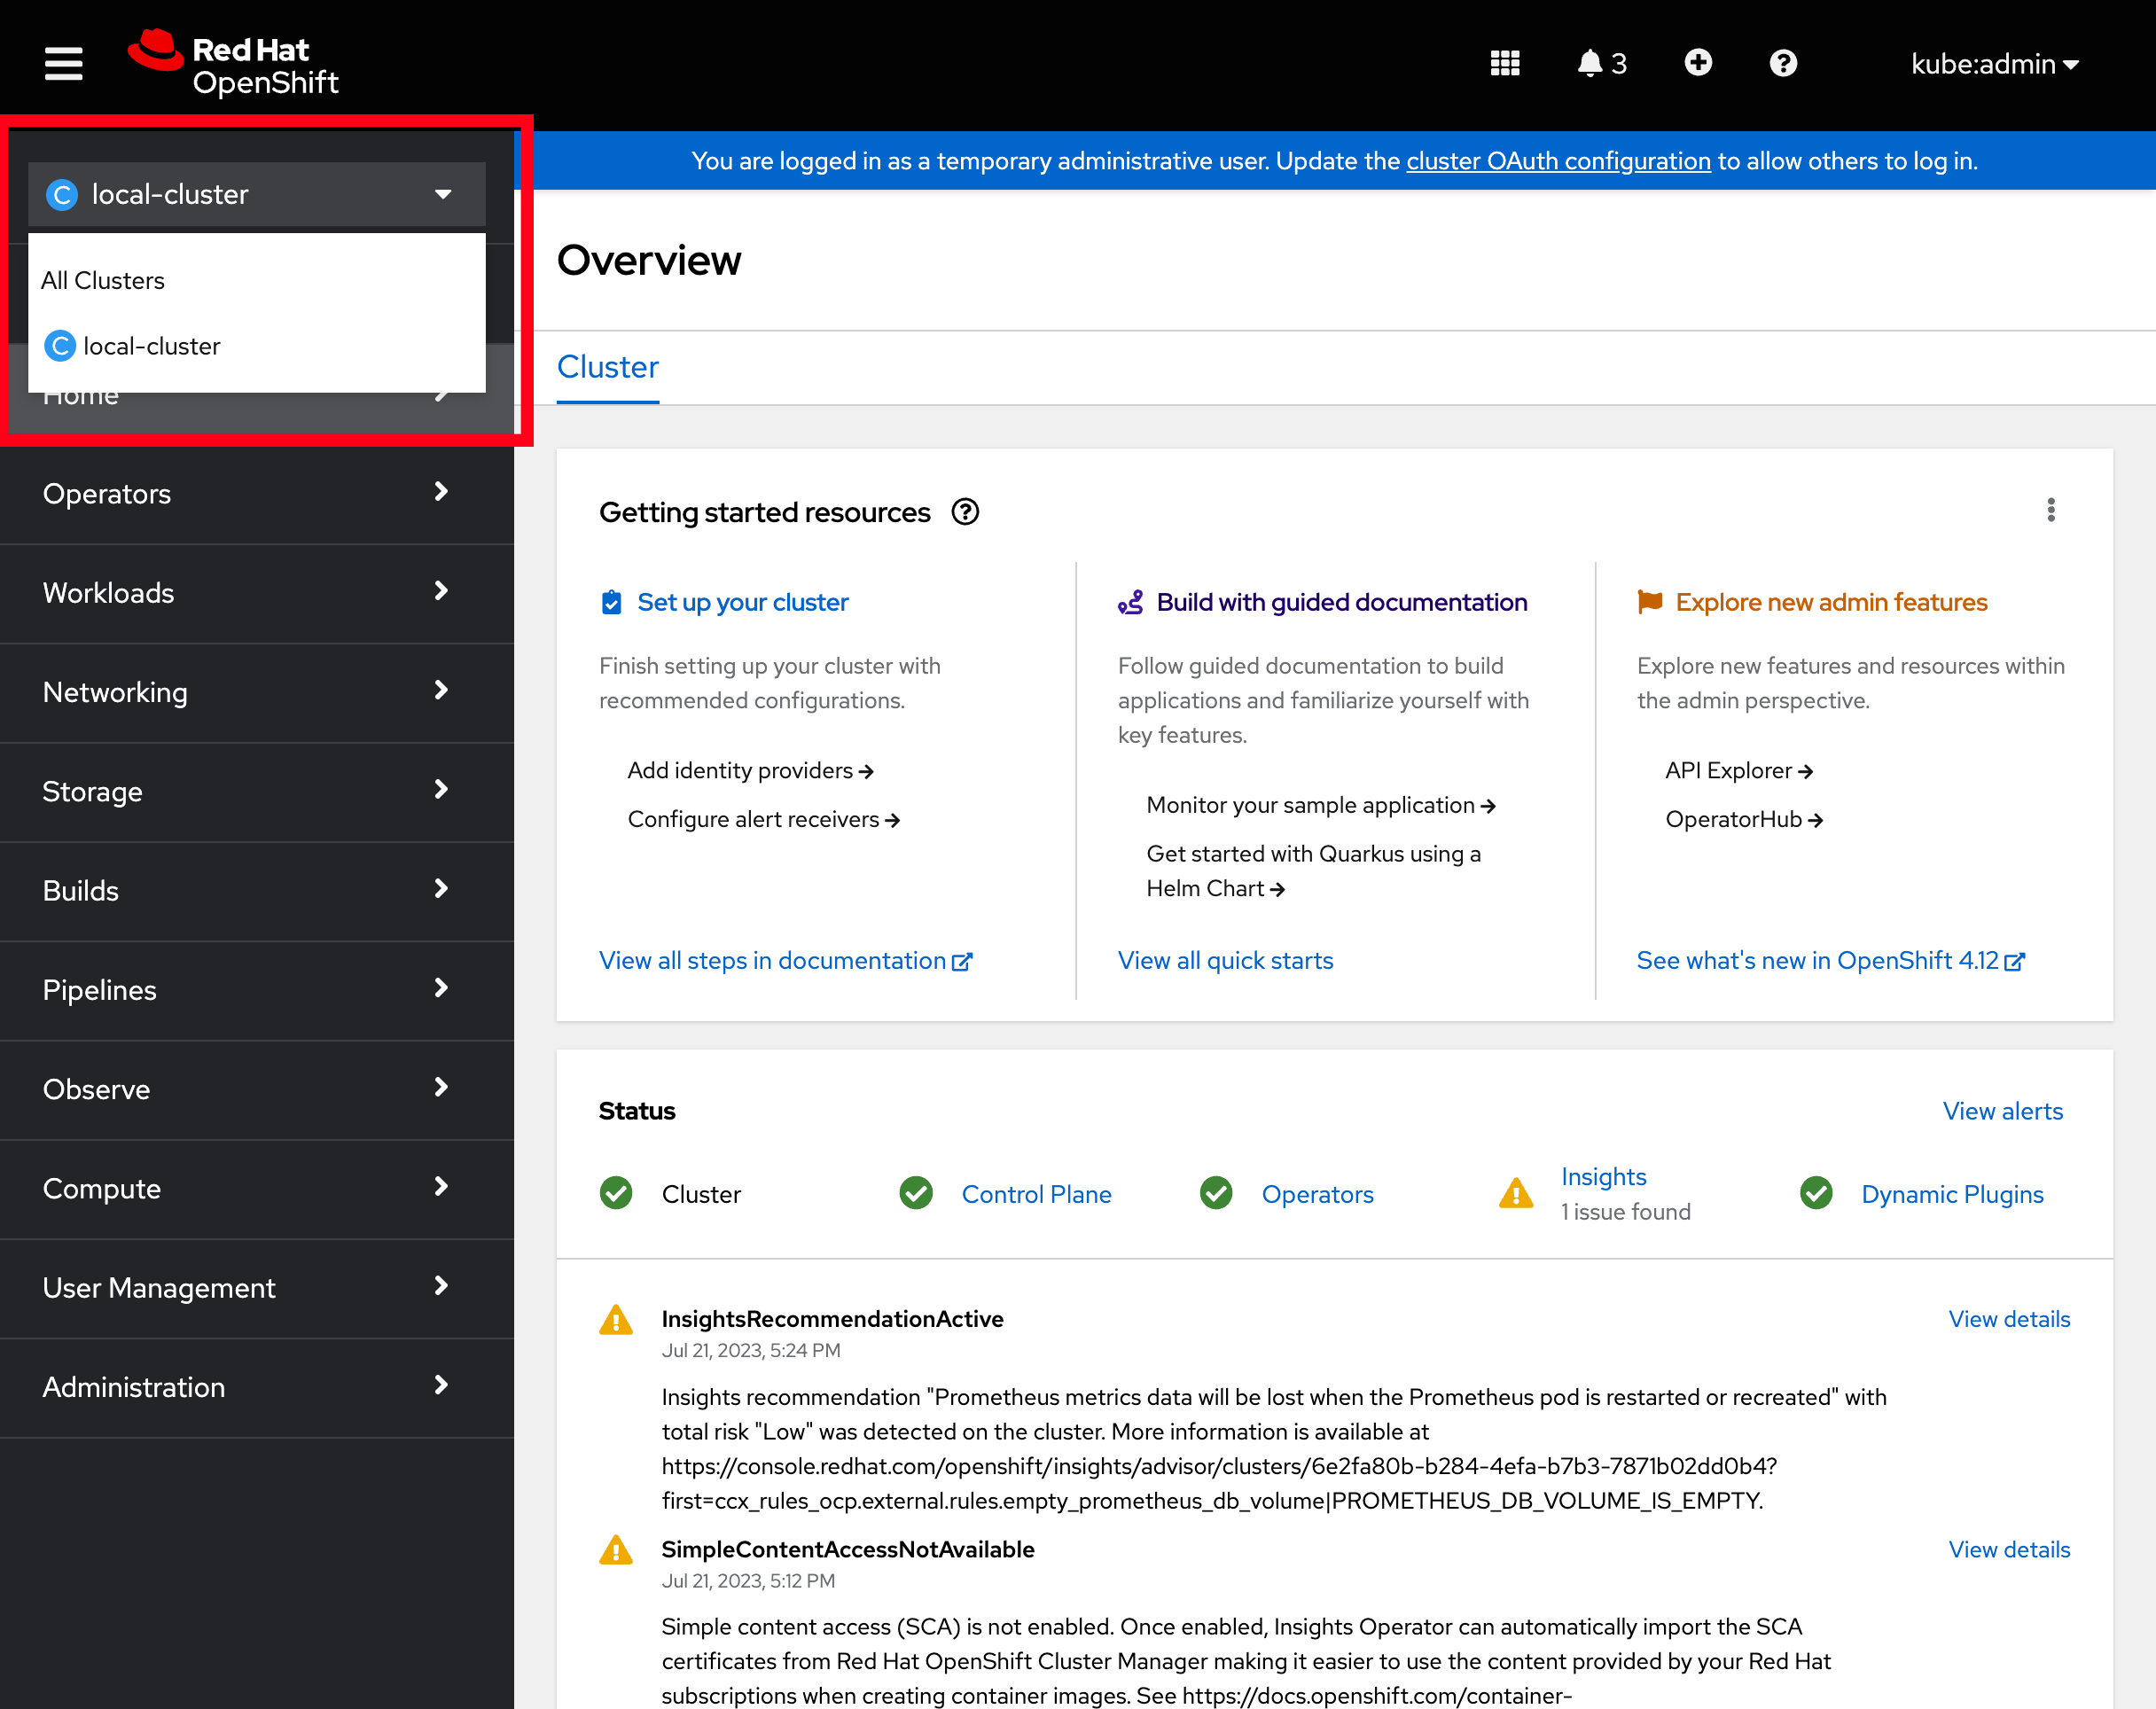 Red Hat
OpenShift
3
kube:admin
C local-cluster
All Clusters
C local-cluster
Home
Operators
Workloads
Networking
Storage
Builds
Pipelines
Observe
Compute
User Management
Administration
You are logged in as a temporary administrative user. Update the cluster OAuth configuration to allow others to log in.
Overview
Cluster
Getting started resources
Set up your cluster
Finish setting up your cluster with
recommended configurations.
Add identity providers
Configure alert receivers
View all steps in documentation
Build with guided documentation
Follow guided documentation to build
applications and familiarize yourself with
key features.
Monitor your sample application
Get started with Quarkus using a
Helm Chart
View all quick starts
Explore new admin features
Explore new features and resources within
the admin perspective.
API Explorer
OperatorHub
See what's new in OpenShift 4.12
Status
View alerts
Cluster
Control Plane
Operators
Insights
1 issue found
Dynamic Plugins
InsightsRecommendationActive
View details
Jul 21, 2023, 5:24 PM
Insights recommendation "Prometheus metrics data will be lost when the Prometheus pod is restarted or recreated" with
total risk "Low" was detected on the cluster. More information is available at
https://console.redhat.com/openshift/insights/advisor/clusters/6e2fa80b-b284-4efa-b7b3-7871b02dd0b4?
first=ccx_rules_ocp.external.rules.empty_prometheus_db_volume|PROMETHEUS_DB_VOLUME_IS_EMPTY.
SimpleContentAccessNotAvailable
View details
Jul 21, 2023, 5:12 PM
Simple content access (SCA) is not enabled. Once enabled, Insights Operator can automatically import the SCA
certificates from Red Hat OpenShift Cluster Manager making it easier to use the content provided by your Red Hat
subscriptions when creating container images. See https://docs.openshift.com/container-